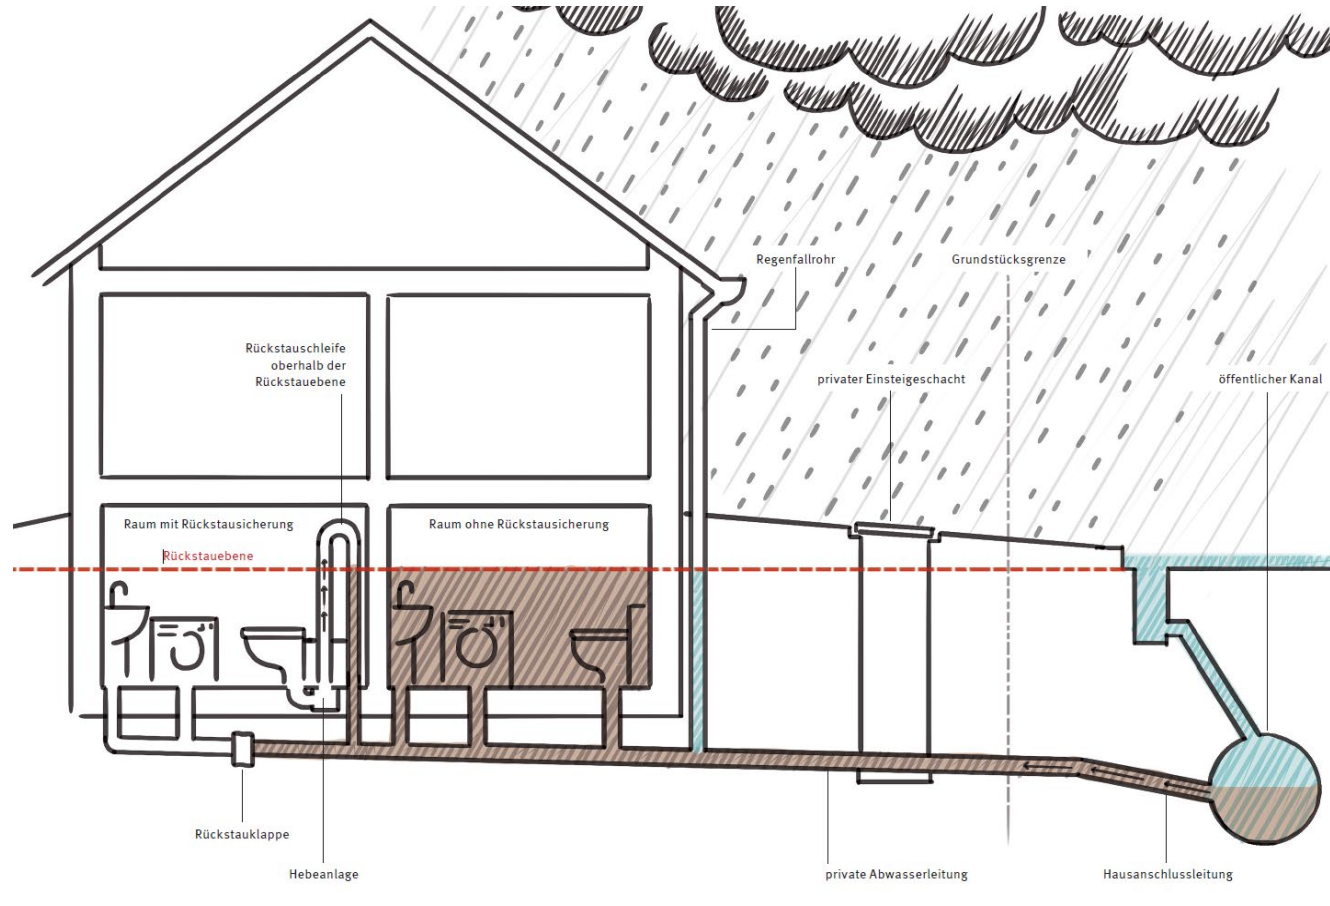 Regenfallrohr
Grundstücksgrenze
Rückstauschleife
oberhalb der
Rückstauebene
privater Einsteigeschacht
öffentlicher Kanal
Raum mit Rückstausicherung
Raum ohne Rückstausicherung
Rückstauebene
Rückstauklappe
Hebeanlage
private Abwasserleitung
Hausanschlussleitung